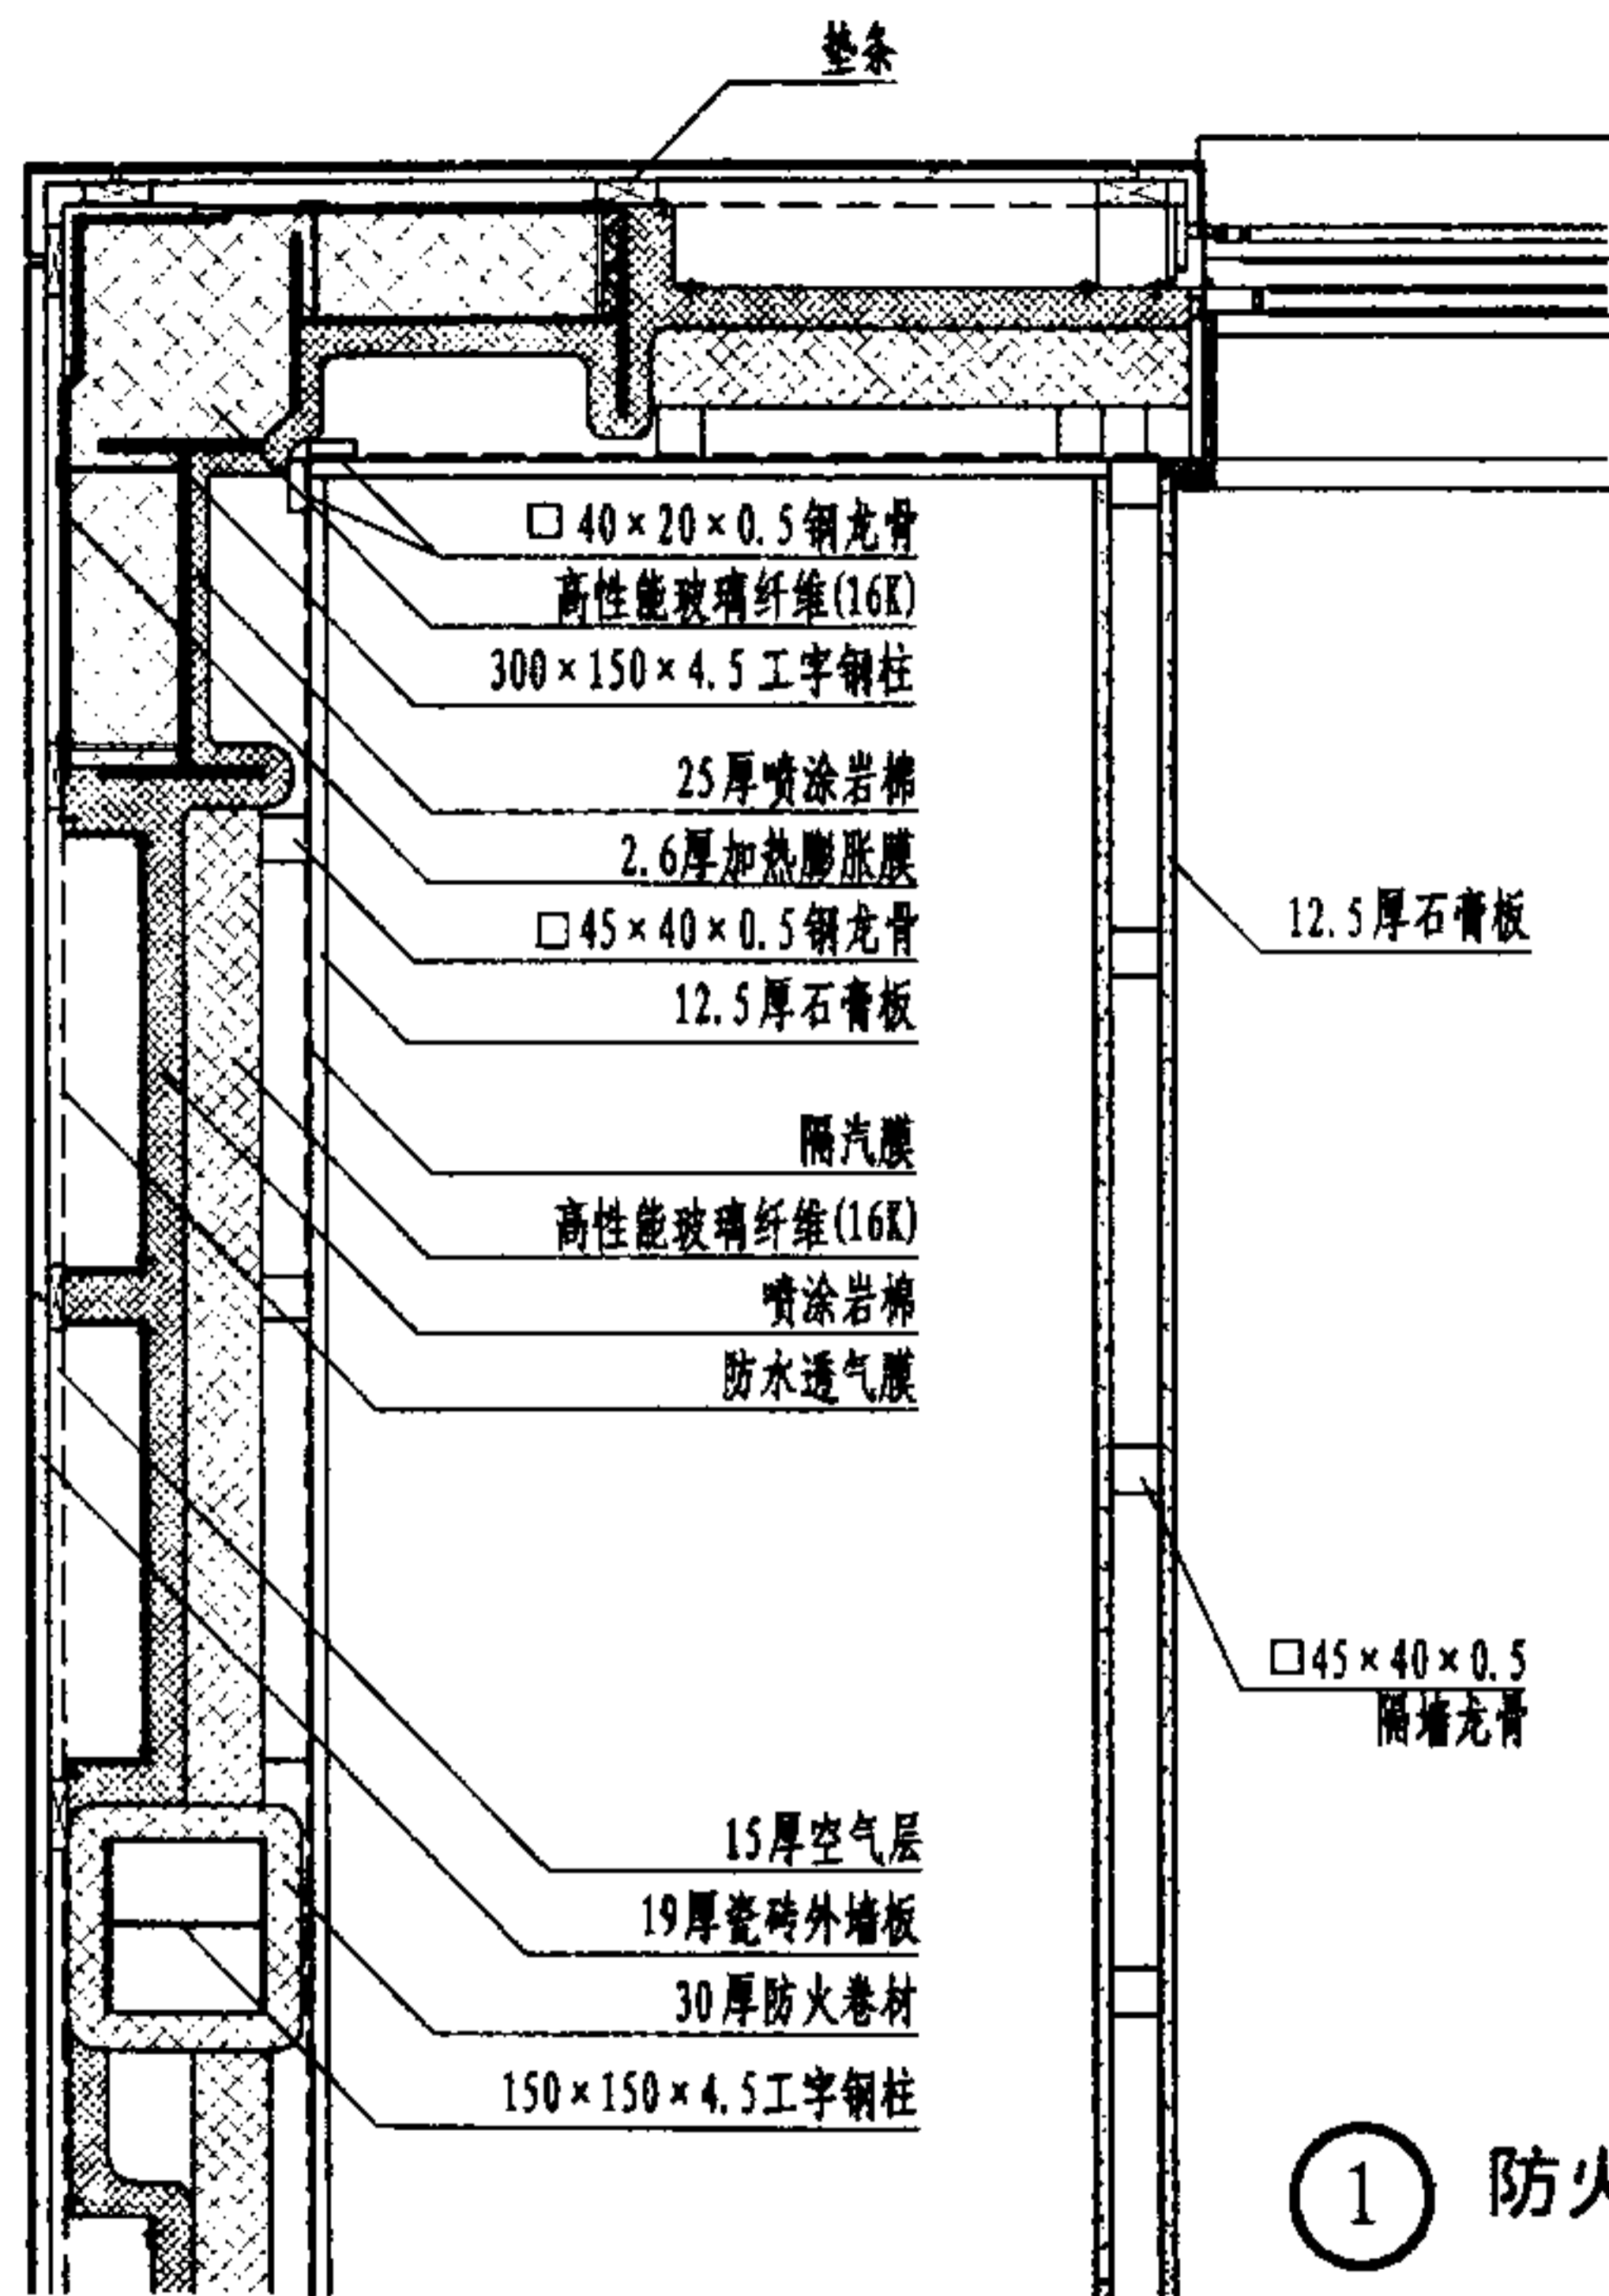 垫条
□ 40×20×0.5钢龙骨
高性能玻璃纤维(16K)
300×150×4.5工字钢柱
25厚喷涂岩棉
2.6厚加热膨胀膜
□ 45×40×0.5钢龙骨
12.5厚石膏板
12.5厚石膏板
隔汽膜
高性能玻璃纤维(16K)
喷涂岩棉
防水透气膜
□45×40×0.5
隔墙龙骨
15厚空气层
19厚瓷砖外墙板
30厚防火卷材
150×150×4.5工字钢柱
1 防火